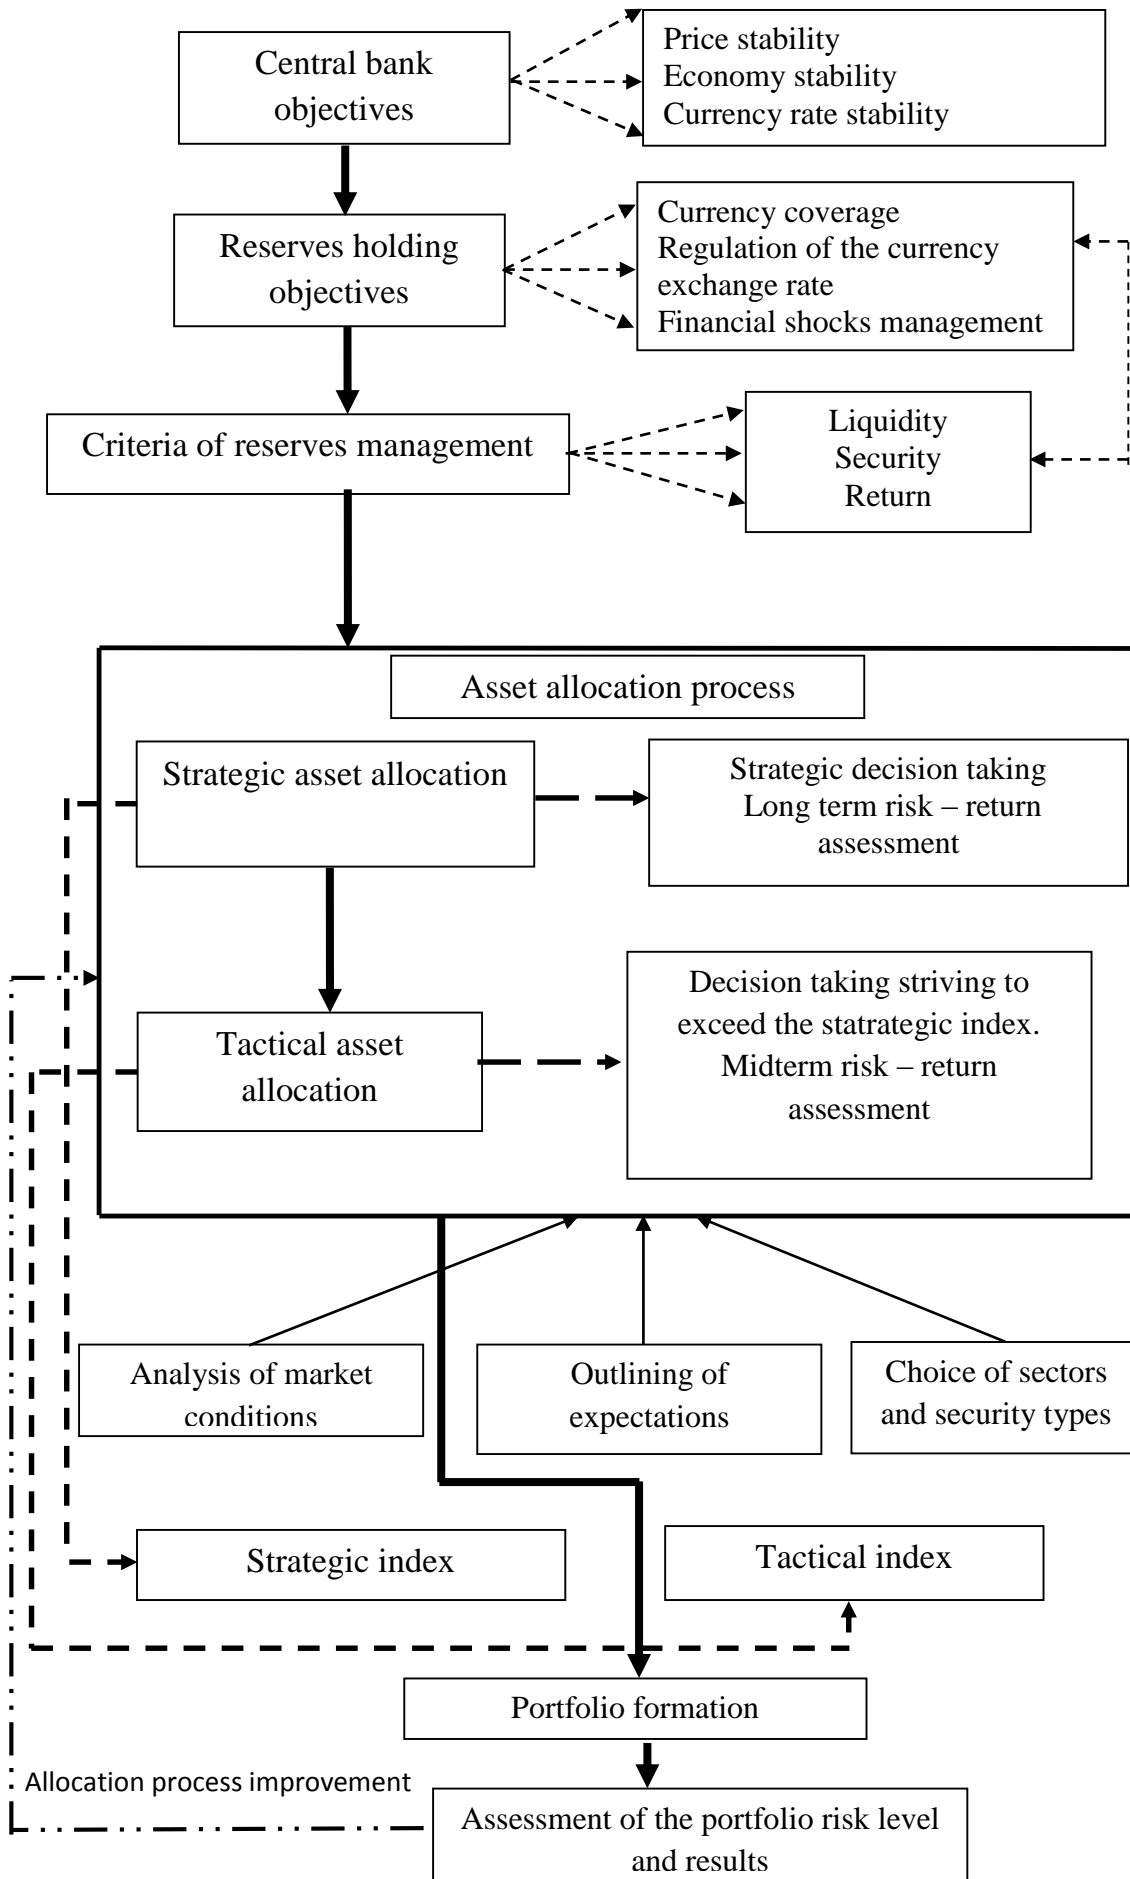 Central bank
objectives
Price stability
Economy stability
Currency rate stability
Reserves holding
objectives
Currency coverage
Regulation of the currency
exchange rate
Financial shocks management
Criteria of reserves management
Liquidity
Security
Return
Asset allocation process
Strategic asset allocation
Strategic decision taking
Long term risk – return
assessment
Tactical asset
allocation
Decision taking striving to
exceed the statrategic index.
Midterm risk – return
assessment
Analysis of market
conditions
Outlining of
expectations
Choice of sectors
and security types
Strategic index
Tactical index
Portfolio formation
Allocation process improvement
Assessment of the portfolio risk level
and results